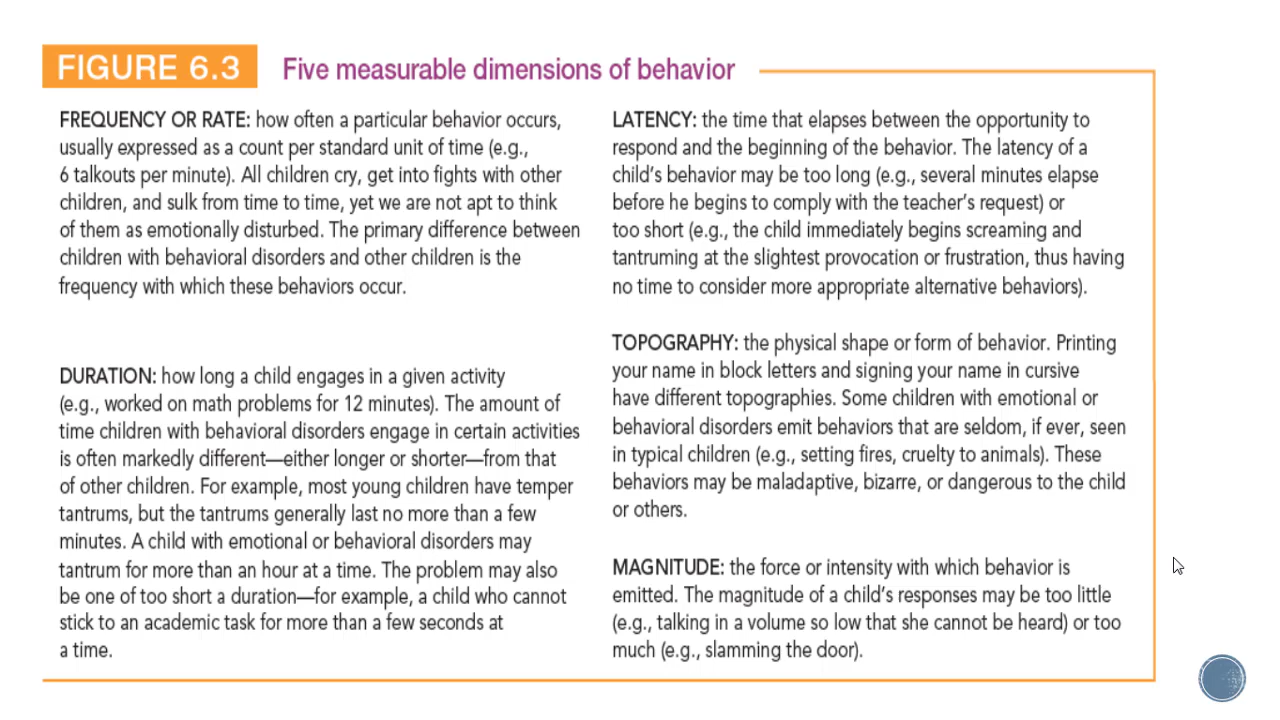 FIGURE 6.3 Five measurable dimensions of behavior
FREQUENCY OR RATE: how often a particular behavior occurs,
usually expressed as a count per standard unit of time (e.g.,
6 talkouts per minute). All children cry, get into fights with other
children, and sulk from time to time, yet we are not apt to think
of them as emotionally disturbed. The primary difference between
children with behavioral disorders and other children is the
frequency with which these behaviors occur.
DURATION: how long a child engages in a given activity
(e.g., worked on math problems for 12 minutes). The amount of
time children with behavioral disorders engage in certain activities
is often markedly different—either longer or shorter—from that
of other children. For example, most young children have temper
tantrums, but the tantrums generally last no more than a few
minutes. A child with emotional or behavioral disorders may
tantrum for more than an hour at a time. The problem may also
be one of too short a duration—for example, a child who cannot
stick to an academic task for more than a few seconds at
a time.
LATENCY: the time that elapses between the opportunity to
respond and the beginning of the behavior. The latency of a
child's behavior may be too long (e.g., several minutes elapse
before he begins to comply with the teacher's request) or
too short (e.g., the child immediately begins screaming and
tantruming at the slightest provocation or frustration, thus having
no time to consider more appropriate alternative behaviors).
TOPOGRAPHY: the physical shape or form of behavior. Printing
your name in block letters and signing your name in cursive
have different topographies. Some children with emotional or
behavioral disorders emit behaviors that are seldom, if ever, seen
in typical children (e.g., setting fires, cruelty to animals). These
behaviors may be maladaptive, bizarre, or dangerous to the child
or others.
MAGNITUDE: the force or intensity with which behavior is
emitted. The magnitude of a child's responses may be too little
(e.g., talking in a volume so low that she cannot be heard) or too
much (e.g., slamming the door).